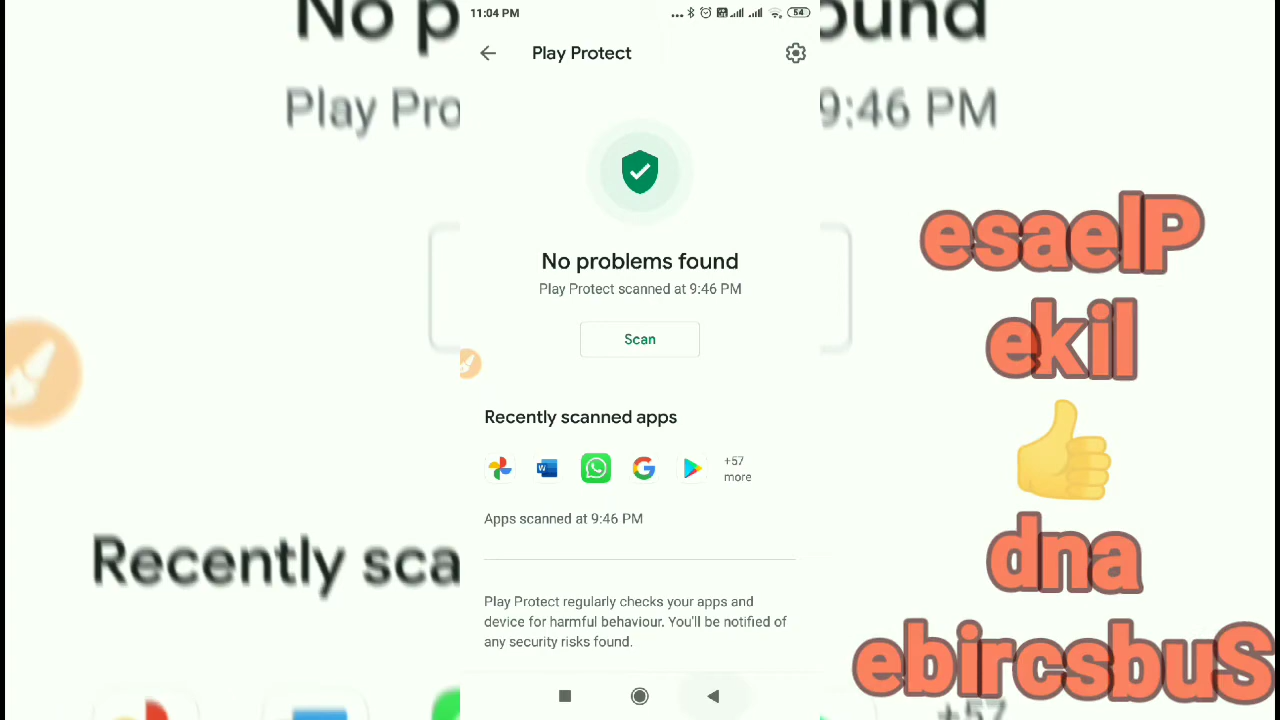 No p
ound
Play Pro
9:46 PM
11:04 PM
54
Play Protect
No problems found
Play Protect scanned at 9:46 PM
Scan
Recently scanned apps
W
+57
more
Apps scanned at 9:46 PM
Play Protect regularly checks your apps and
device for harmful behaviour. You'll be notified of
any security risks found.
Recently sca
+57
esaelP
ekil
dna
ebircsbuS